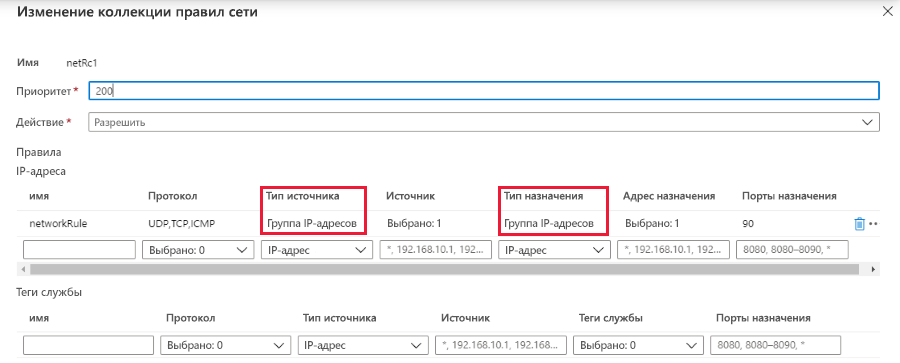 Изменение коллекции правил сети
Имя netRc1
Приоритет * 200
Действие * Разрешить
Правила
IP-адреса
имя Протокол Тип источника Источник Тип назначения Адрес назначения Порты назначения
networkRule UDP,TCP,ICMP Группа IP-адресов Выбрано: 1 Группа IP-адресов Выбрано: 1 90
Выбрано: 0 IP-адрес *, 192.168.10.1, 192... IP-адрес *, 192.168.10.1, 192... 8080, 8080–8090, *
Теги службы
имя Протокол Тип источника Источник Теги службы Порты назначения
Выбрано: 0 IP-адрес *, 192.168.10.1, 192.168... Выбрано: 0 8080, 8080–8090, *